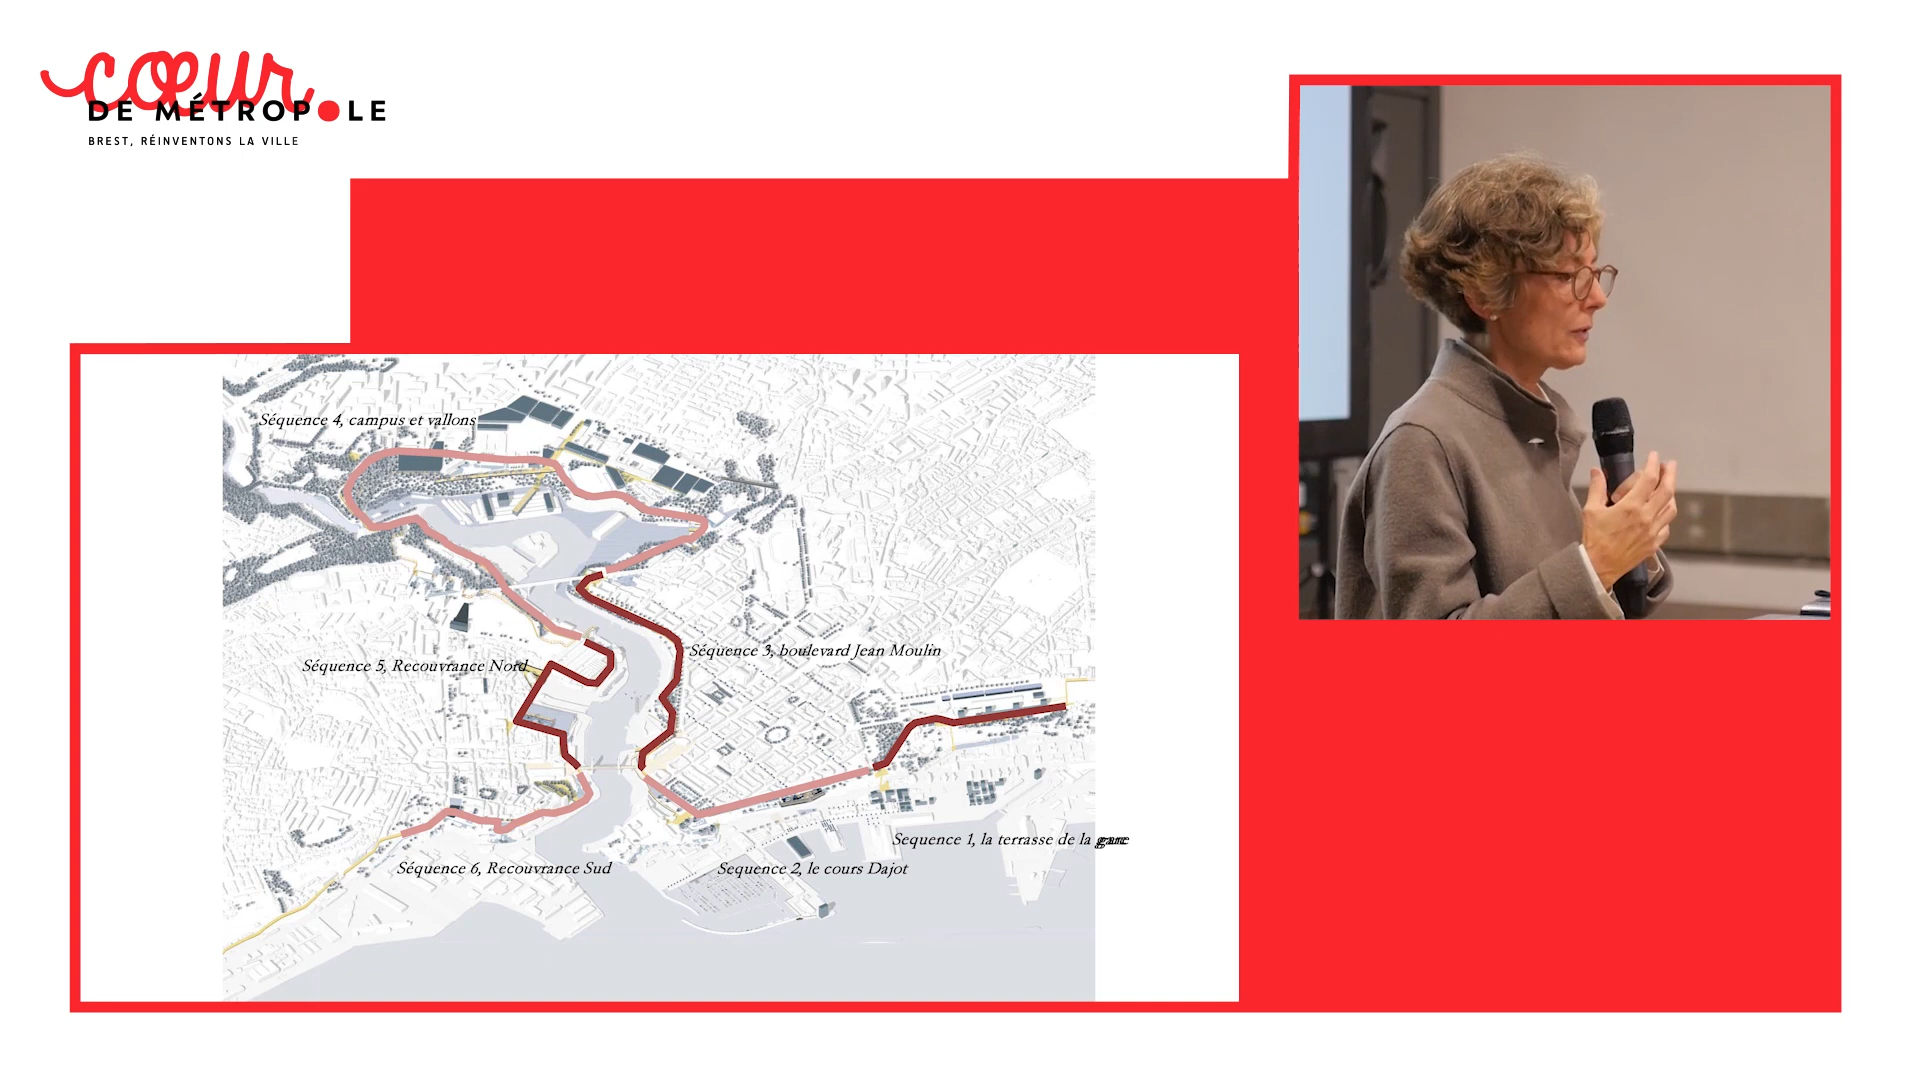 cœur
DE MÉTROPOLE
BREST, RÉINVENTONS LA VILLE
Séquence 4, campus et vallons
Séquence 3, boulevard Jean Moulin
Séquence 5, Recouvrance Nord
Sequence 1, la terrasse de la gare
Séquence 6, Recouvrance Sud
Sequence 2, le cours Dajot